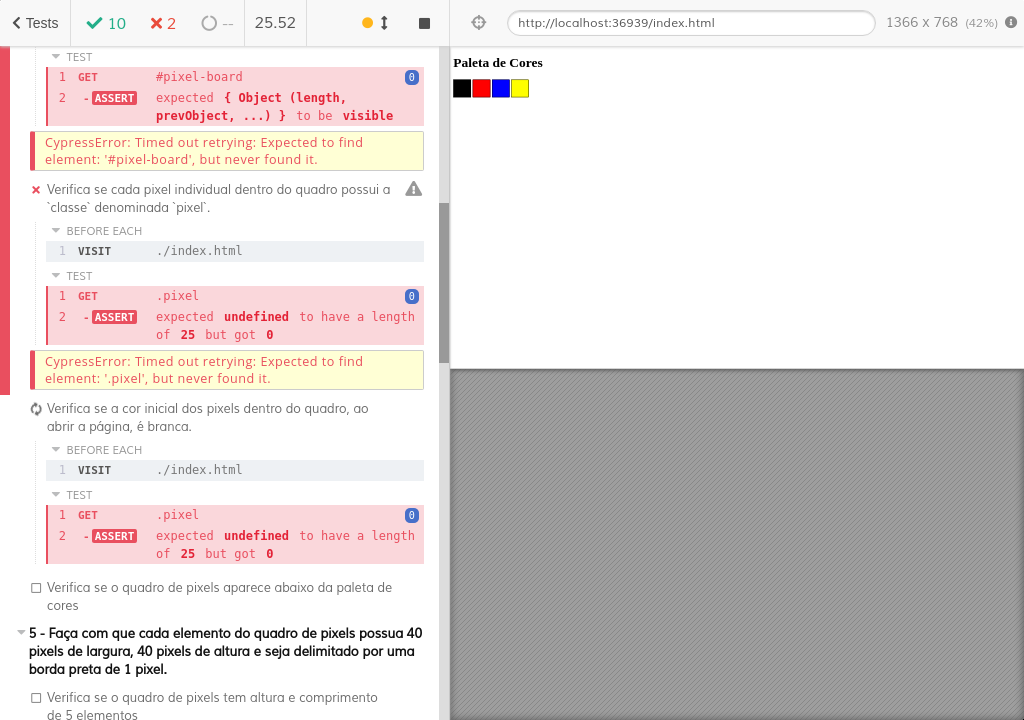 Tests
10
2
--
25.52
http://localhost:36939/index.html
1366 x 768 (42%)
TEST
1 GET #pixel-board 0
2 -ASSERT expected { Object (length,
prevObject, ...) } to be visible
CypressError: Timed out retrying: Expected to find
element: '#pixel-board', but never found it.
Verifica se cada pixel individual dentro do quadro possui a
`classe` denominada `pixel`.
BEFORE EACH
1 VISIT ./index.html
TEST
1 GET .pixel 0
2 -ASSERT expected undefined to have a length
of 25 but got 0
CypressError: Timed out retrying: Expected to find
element: '.pixel', but never found it.
Verifica se a cor inicial dos pixels dentro do quadro, ao
abrir a página, é branca.
BEFORE EACH
1 VISIT ./index.html
TEST
1 GET .pixel 0
2 -ASSERT expected undefined to have a length
of 25 but got 0
Verifica se o quadro de pixels aparece abaixo da paleta de
cores
5 - Faça com que cada elemento do quadro de pixels possua 40
pixels de largura, 40 pixels de altura e seja delimitado por uma
borda preta de 1 pixel.
Verifica se o quadro de pixels tem altura e comprimento
de 5 elementos
Paleta de Cores